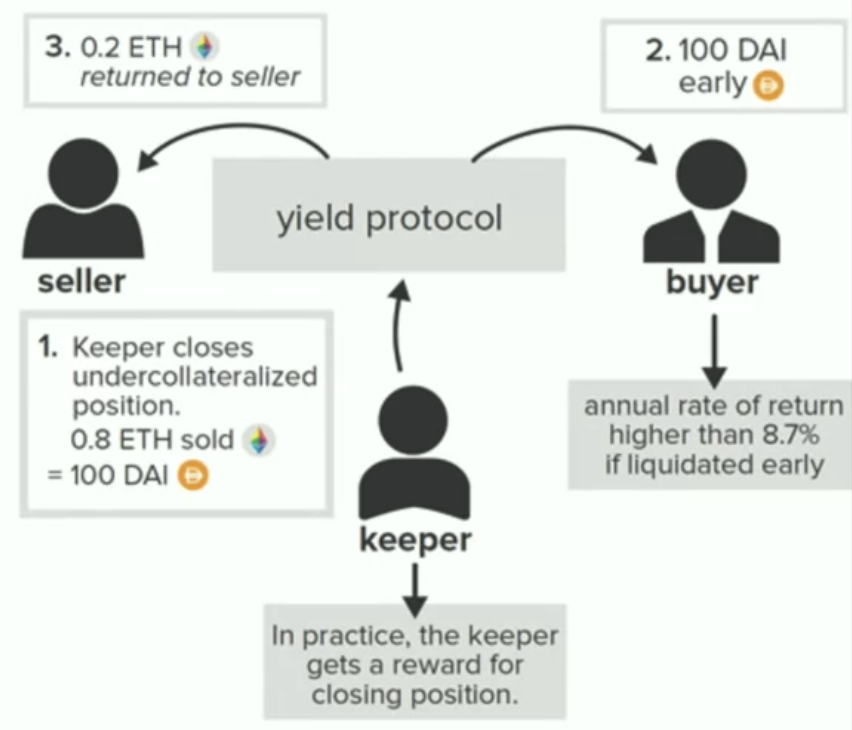 3. 0.2 ETH
returned to seller
2. 100 DAI
early
yield protocol
seller
buyer
1. Keeper closes
undercollateralized
position.
0.8 ETH sold
= 100 DAI
annual rate of return
higher than 8.7%
if liquidated early
keeper
In practice, the keeper
gets a reward for
closing position.